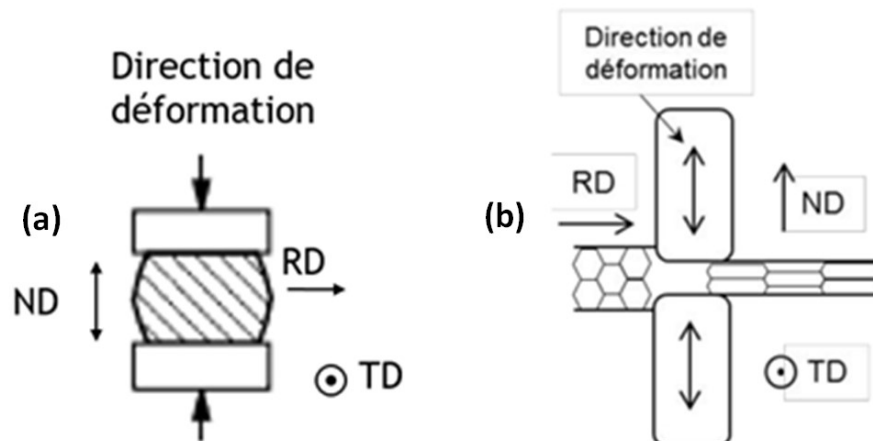 Direction de
déformation
(a)
RD
ND
TD
Direction de
déformation
RD
(b)
ND
TD